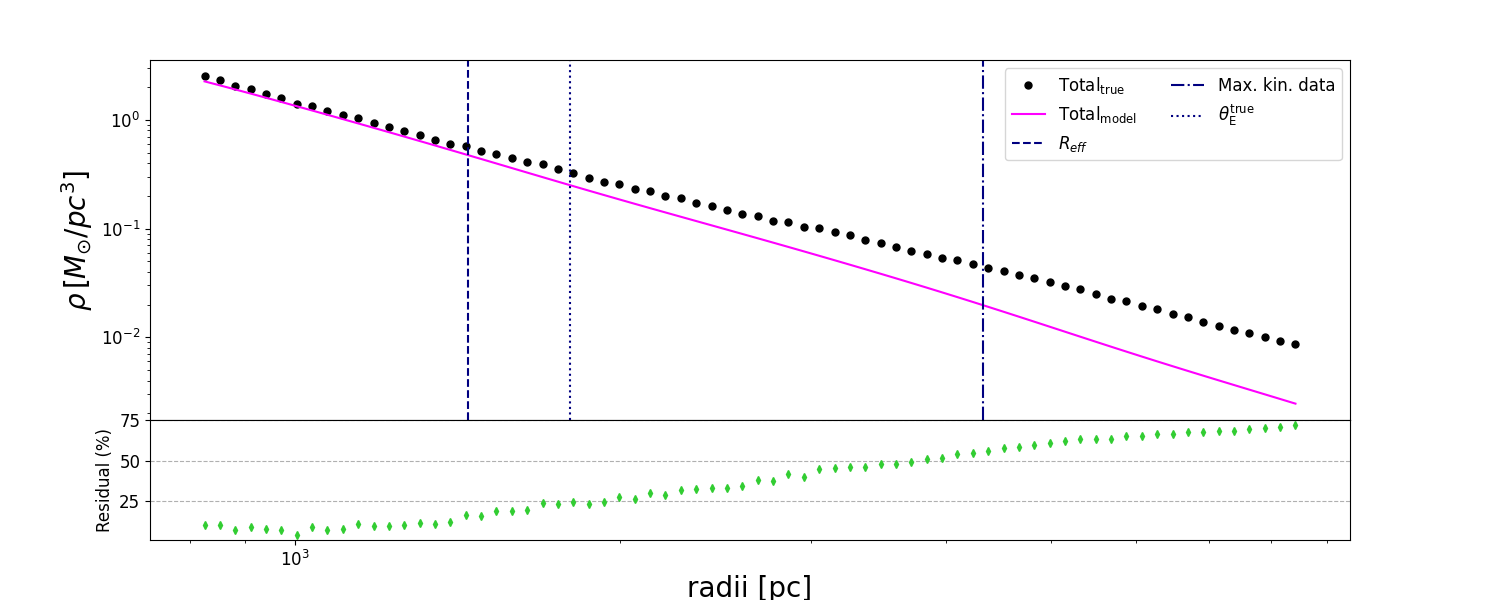 Total_true
Total_model
R_eff
Max. kin. data
θ_E^true
ρ [M_⊙/pc^3]
10^0
10^-1
10^-2
75
50
25
Residual (%)
10^3
radii [pc]